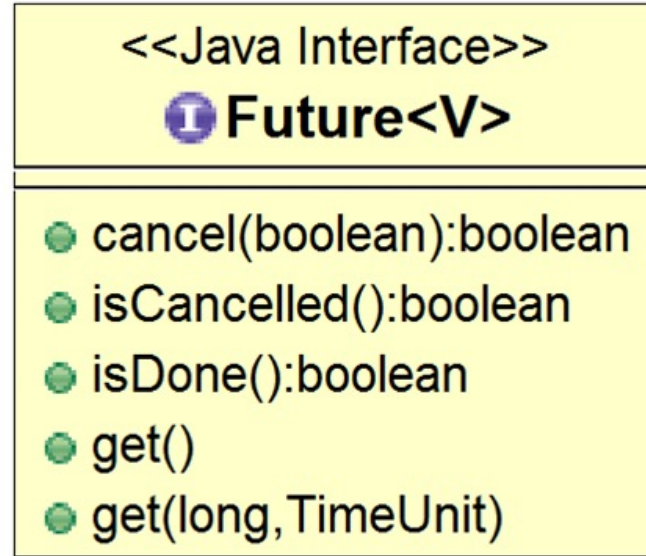 <<Java Interface>>
I Future<V>
cancel(boolean):boolean
isCancelled():boolean
isDone():boolean
get()
get(long,TimeUnit)